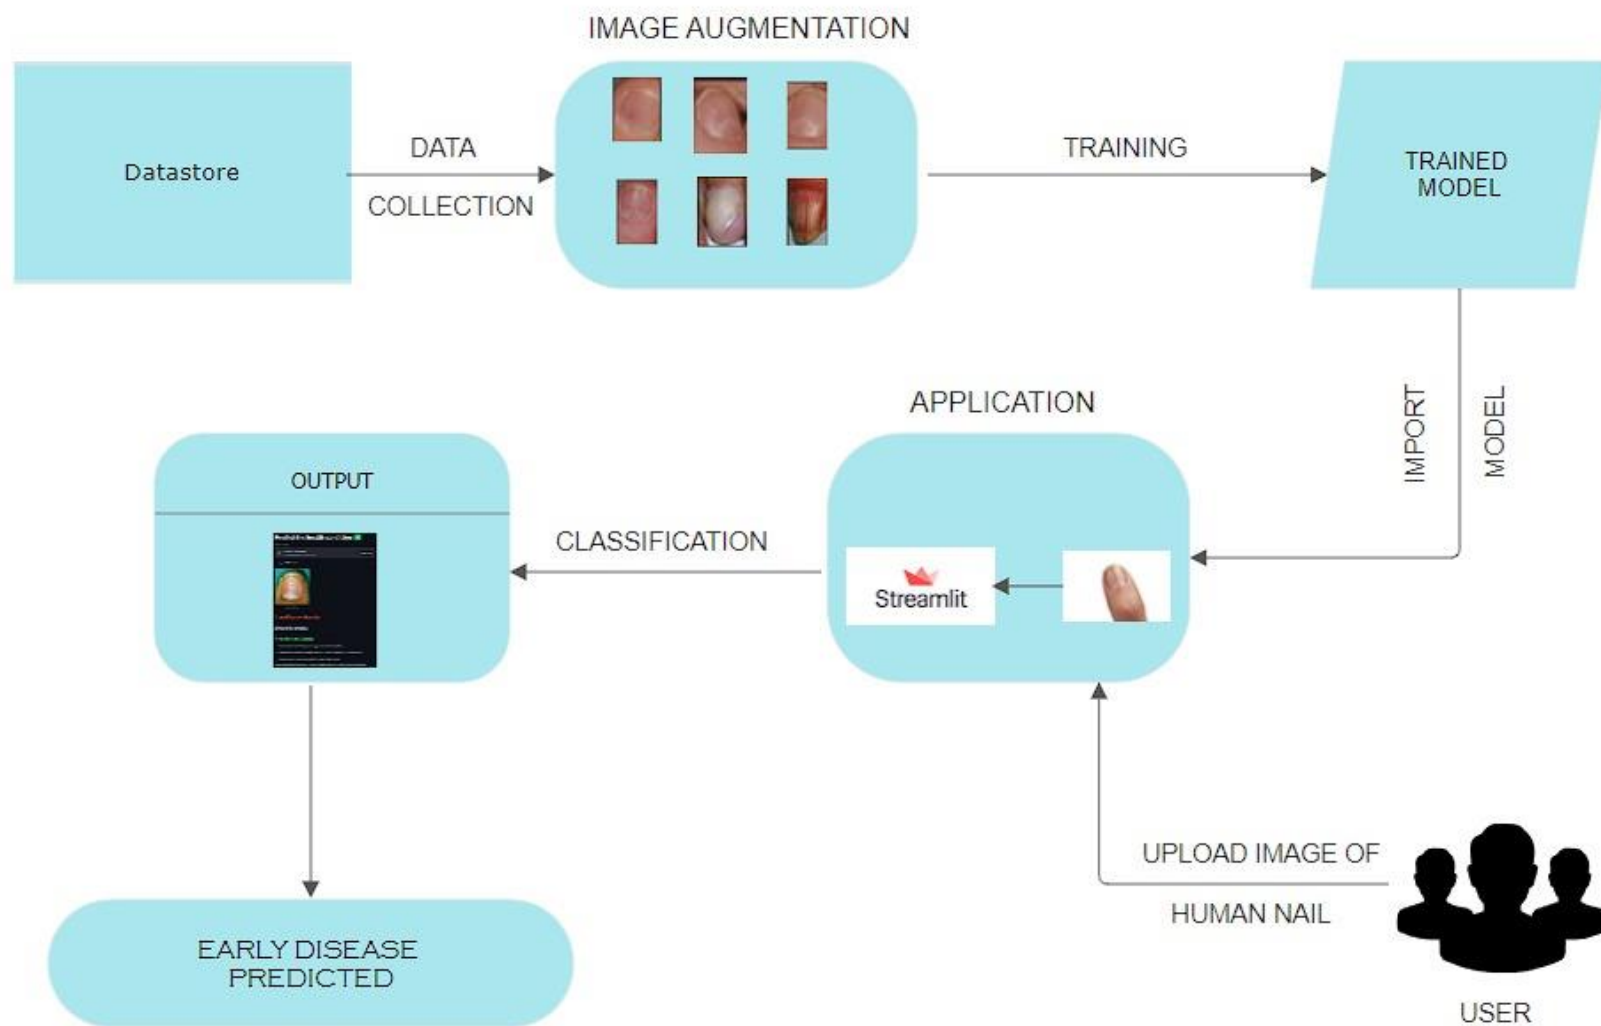 IMAGE AUGMENTATION
Datastore
DATA
COLLECTION
TRAINING
TRAINED
MODEL
IMPORT
MODEL
APPLICATION
Streamlit
CLASSIFICATION
OUTPUT
UPLOAD IMAGE OF
HUMAN NAIL
USER
EARLY DISEASE
PREDICTED